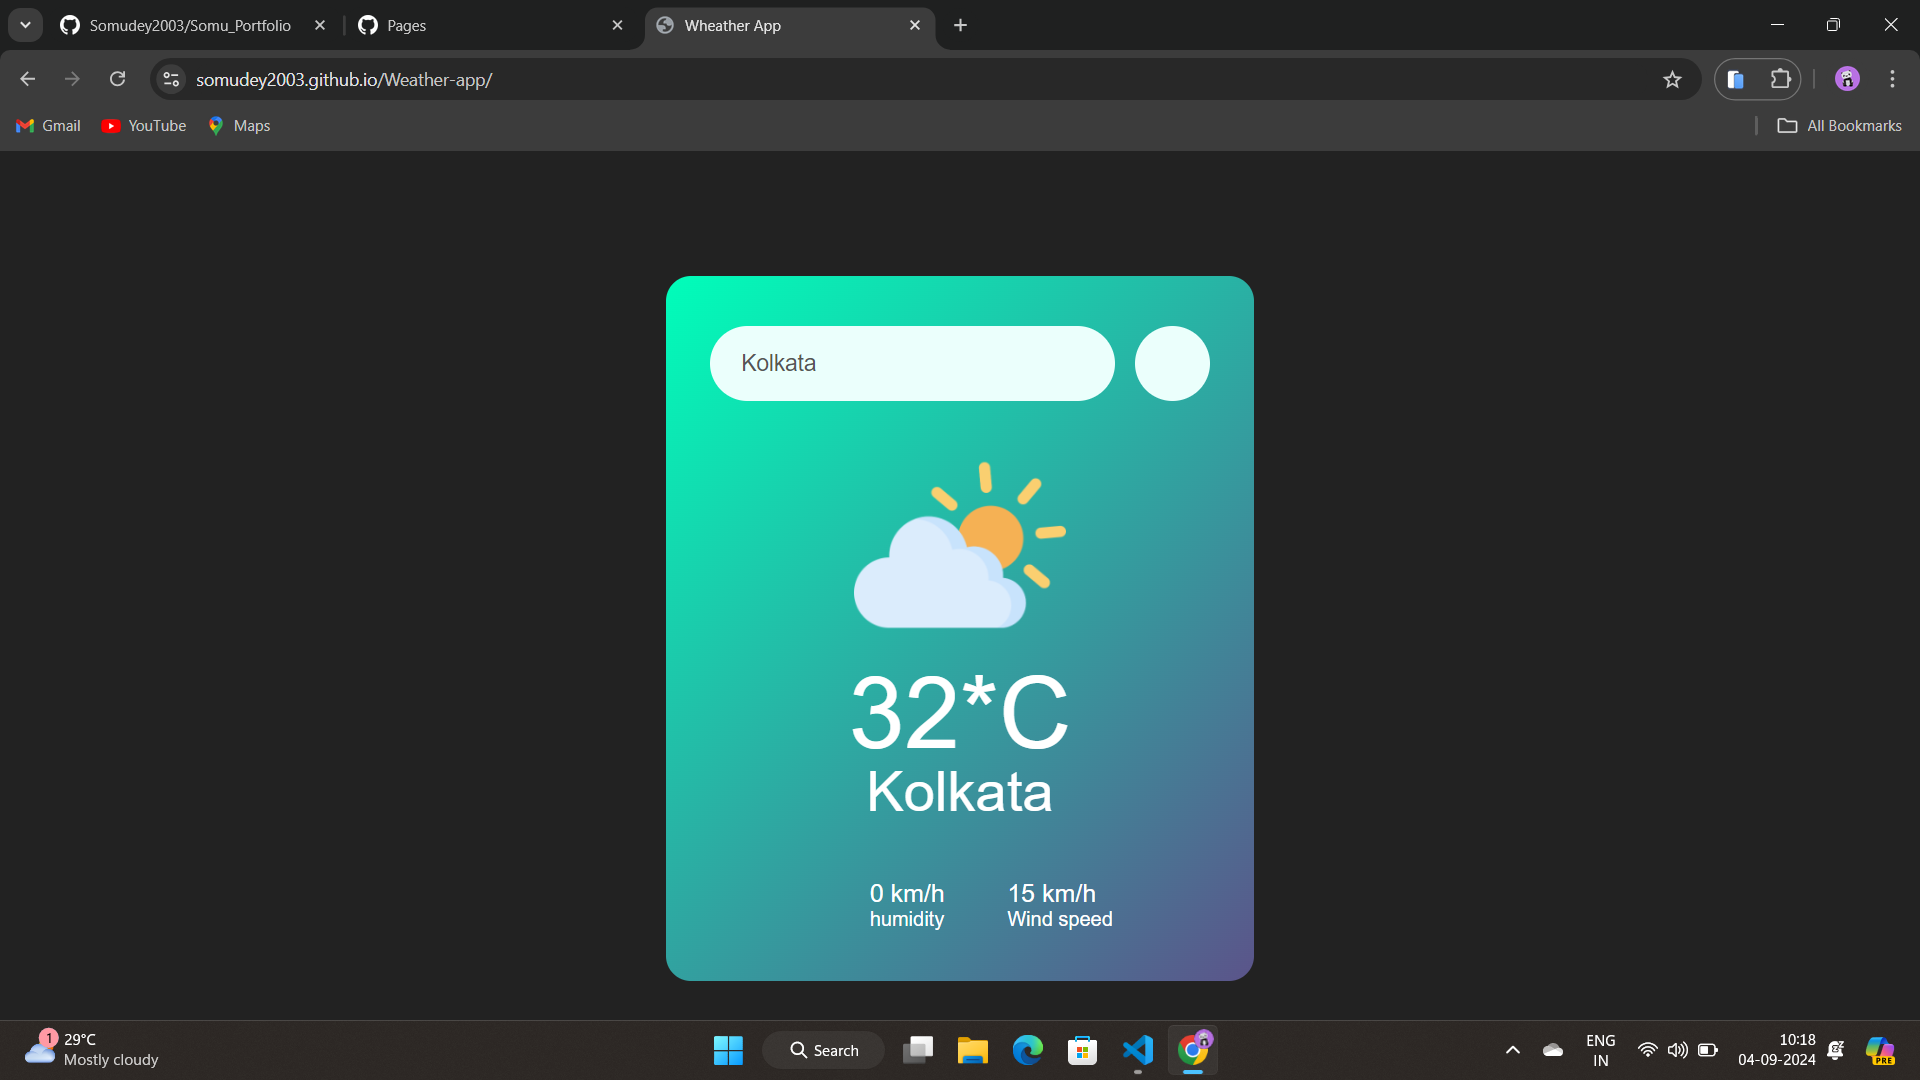 Somudey2003/Somu_Portfolio
Pages
Wheather App
somudey2003.github.io/Weather-app/
Gmail
YouTube
Maps
All Bookmarks
Kolkata
32*C
Kolkata
0 km/h
humidity
15 km/h
Wind speed
1
29°C
Mostly cloudy
Search
ENG
IN
10:18
04-09-2024
PRE